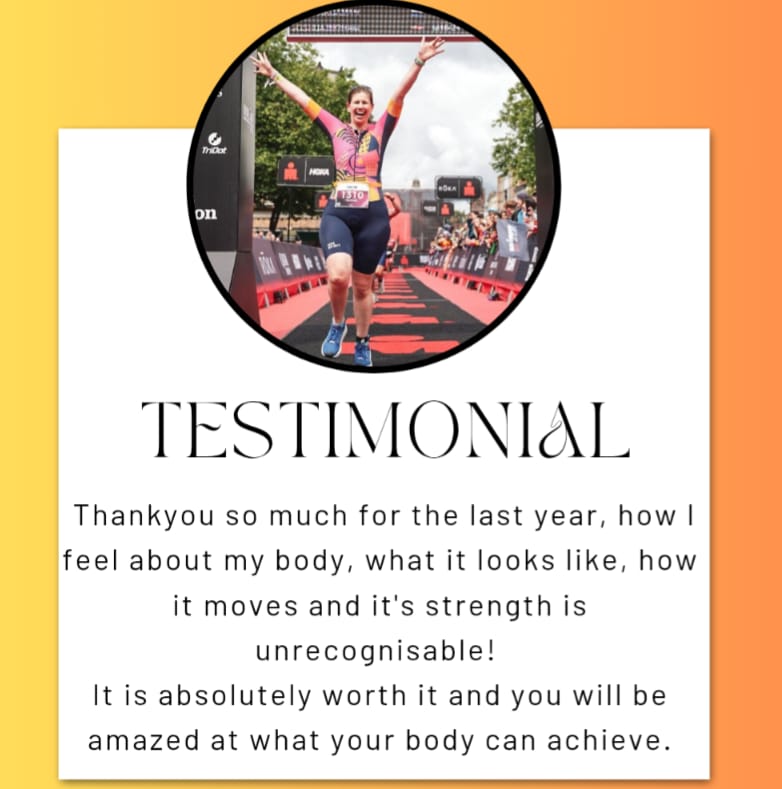 TriDot
on
HOKA
ROKA
1310
TESTIMONIAL
Thankyou so much for the last year, how I
feel about my body, what it looks like, how
it moves and it's strength is
unrecognisable!
It is absolutely worth it and you will be
amazed at what your body can achieve.